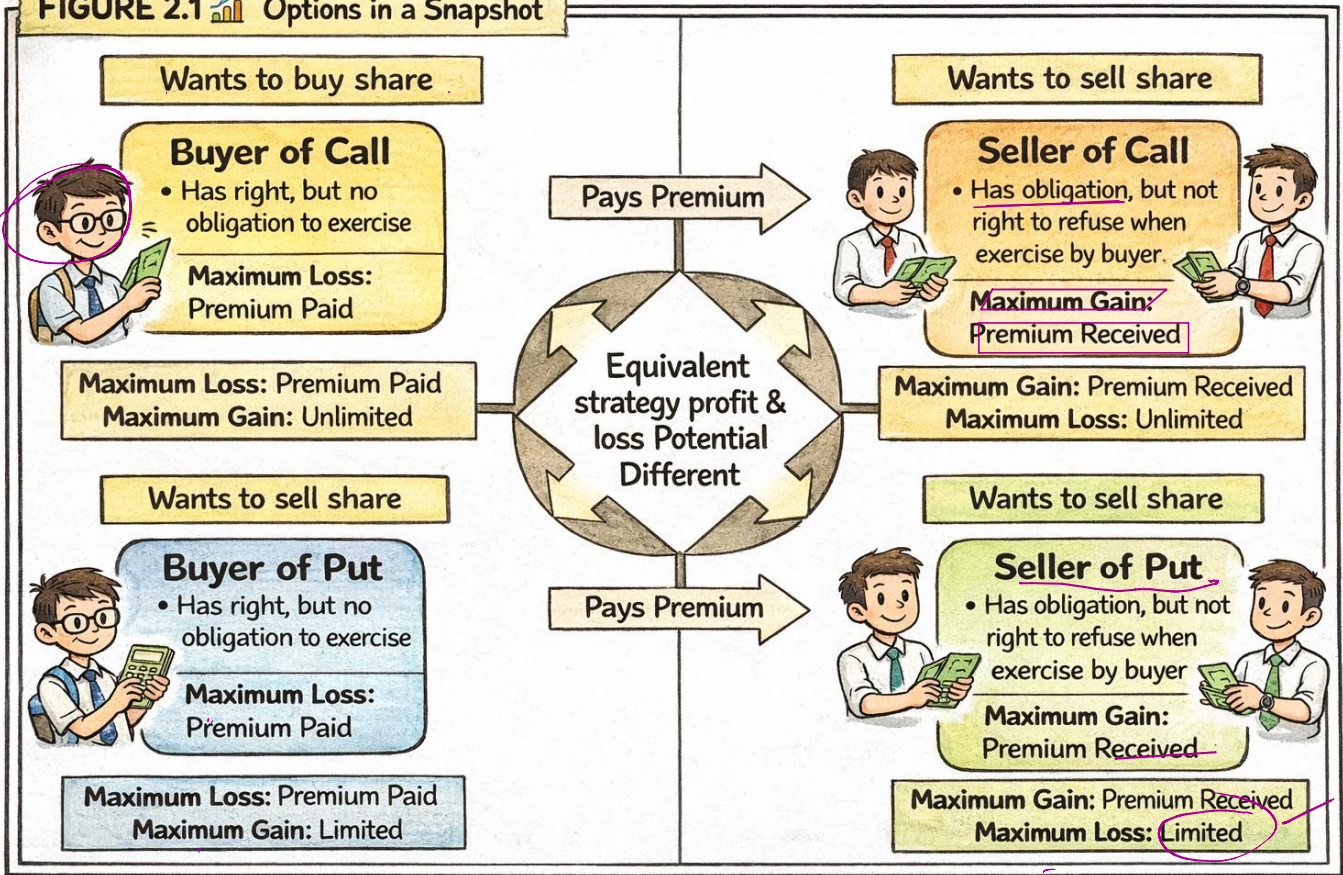 FIGURE 2.1 Options in a Snapshot
Wants to buy share
Buyer of Call
• Has right, but no
obligation to exercise
Maximum Loss:
Premium Paid
Maximum Loss: Premium Paid
Maximum Gain: Unlimited
Pays Premium
Wants to sell share
Seller of Call
• Has obligation, but not
right to refuse when
exercise by buyer.
Maximum Gain:
Premium Received
Maximum Gain: Premium Received
Maximum Loss: Unlimited
Equivalent
strategy profit &
loss Potential
Different
Wants to sell share
Buyer of Put
• Has right, but no
obligation to exercise
Maximum Loss:
Premium Paid
Maximum Loss: Premium Paid
Maximum Gain: Limited
Pays Premium
Wants to sell share
Seller of Put
• Has obligation, but not
right to refuse when
exercise by buyer
Maximum Gain:
Premium Received
Maximum Gain: Premium Received
Maximum Loss: Limited